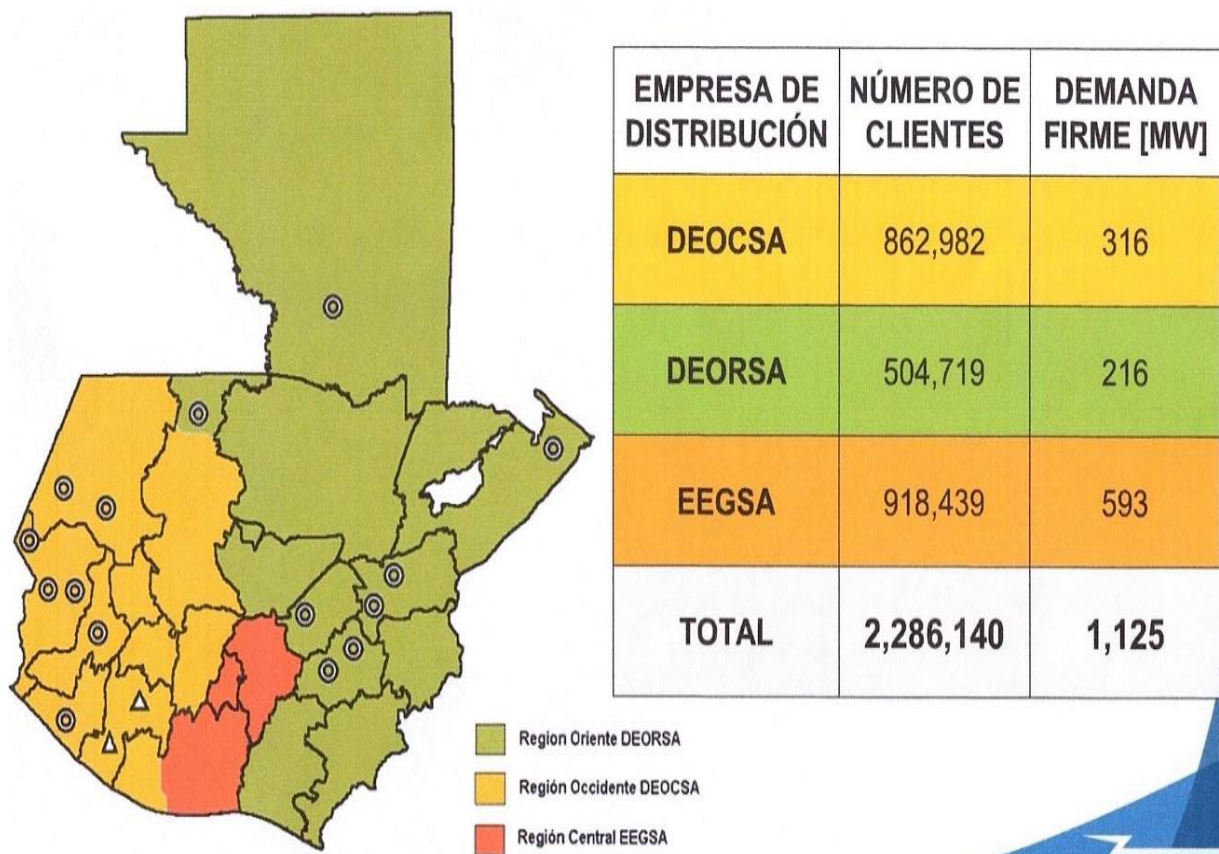 EMPRESA DE
DISTRIBUCIÓN
NÚMERO DE
CLIENTES
DEMANDA
FIRME [MW]
DEOCSA
862,982
316
DEORSA
504,719
216
EEGSA
918,439
593
TOTAL
2,286,140
1,125
Region Oriente DEORSA
Región Occidente DEOCSA
Región Central EEGSA